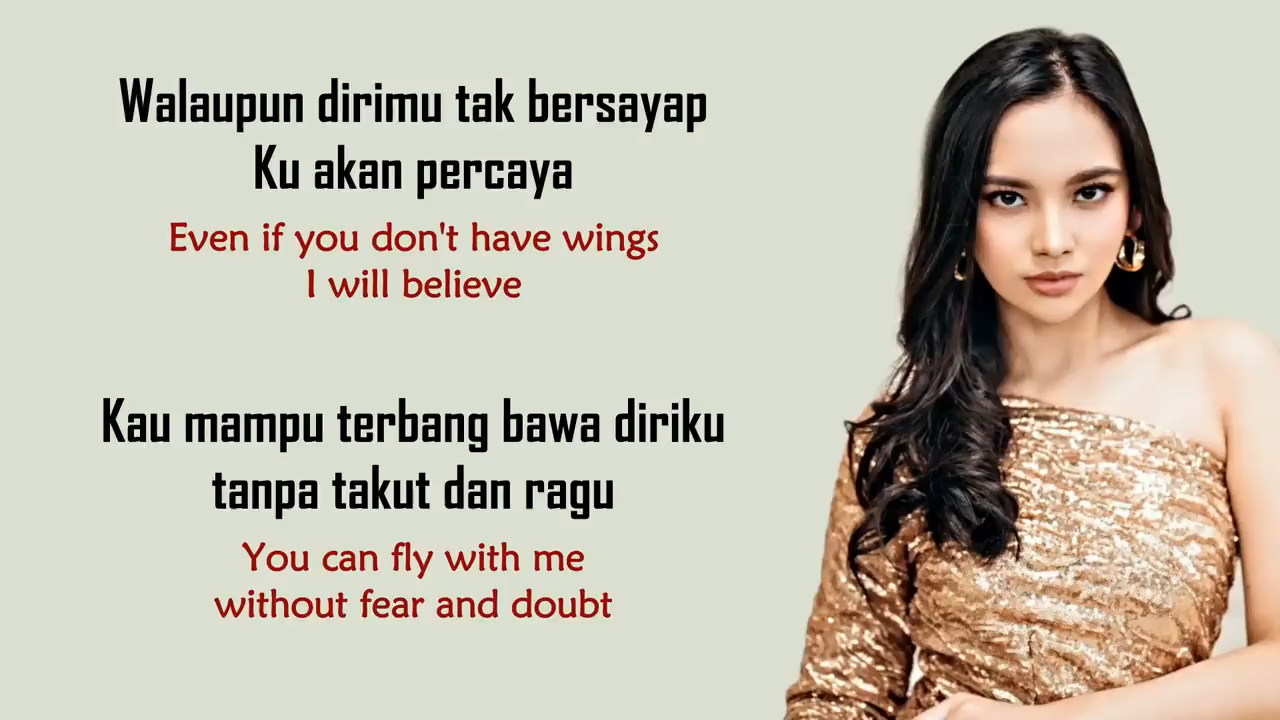 Walaupun dirimu tak bersayap
Ku akan percaya
Even if you don't have wings
I will believe
Kau mampu terbang bawa diriku
tanpa takut dan ragu
You can fly with me
without fear and doubt